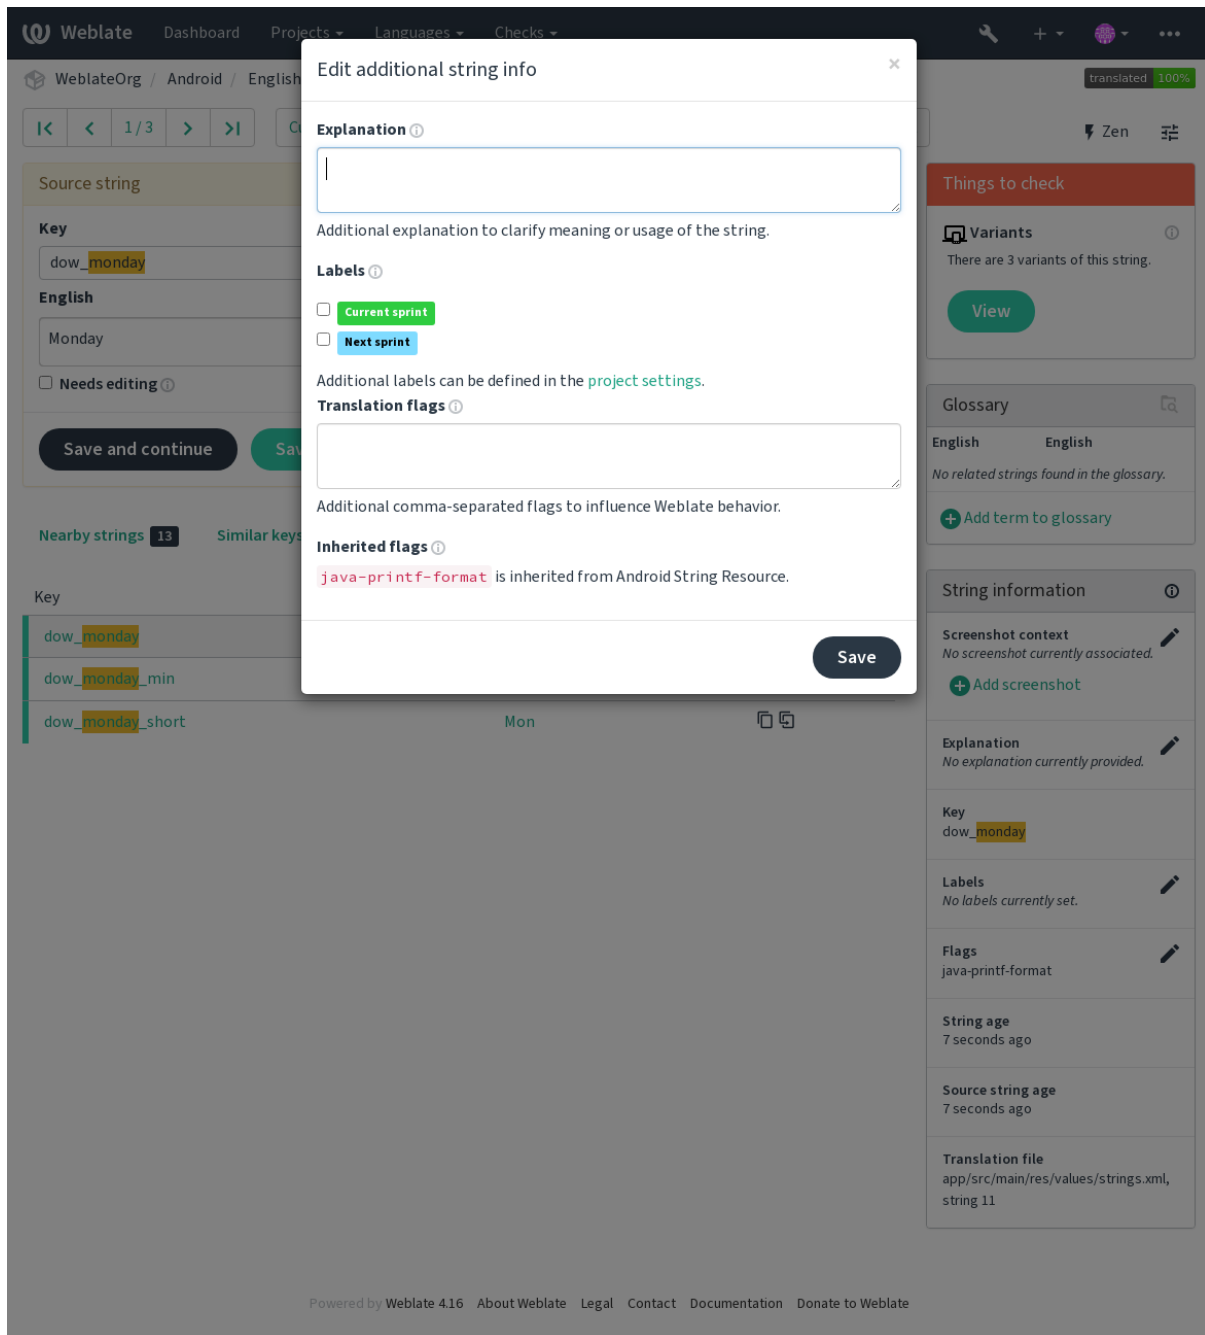 Weblate Dashboard Projects Languages Checks
WeblateOrg / Android / English
translated 100%
1 / 3
Zen
Edit additional string info
×
Explanation
Additional explanation to clarify meaning or usage of the string.
Labels
Current sprint
Next sprint
Additional labels can be defined in the project settings.
Translation flags
Additional comma-separated flags to influence Weblate behavior.
Inherited flags
java-printf-format is inherited from Android String Resource.
Save
Source string
Key
dow_monday
English
Monday
Needs editing
Save and continue
Nearby strings 13 Similar keys
Key
dow_monday
dow_monday_min
dow_monday_short Mon
Things to check
Variants
There are 3 variants of this string.
View
Glossary
English English
No related strings found in the glossary.
Add term to glossary
String information
Screenshot context
No screenshot currently associated.
Add screenshot
Explanation
No explanation currently provided.
Key
dow_monday
Labels
No labels currently set.
Flags
java-printf-format
String age
7 seconds ago
Source string age
7 seconds ago
Translation file
app/src/main/res/values/strings.xml,
string 11
Powered by Weblate 4.16 About Weblate Legal Contact Documentation Donate to Weblate